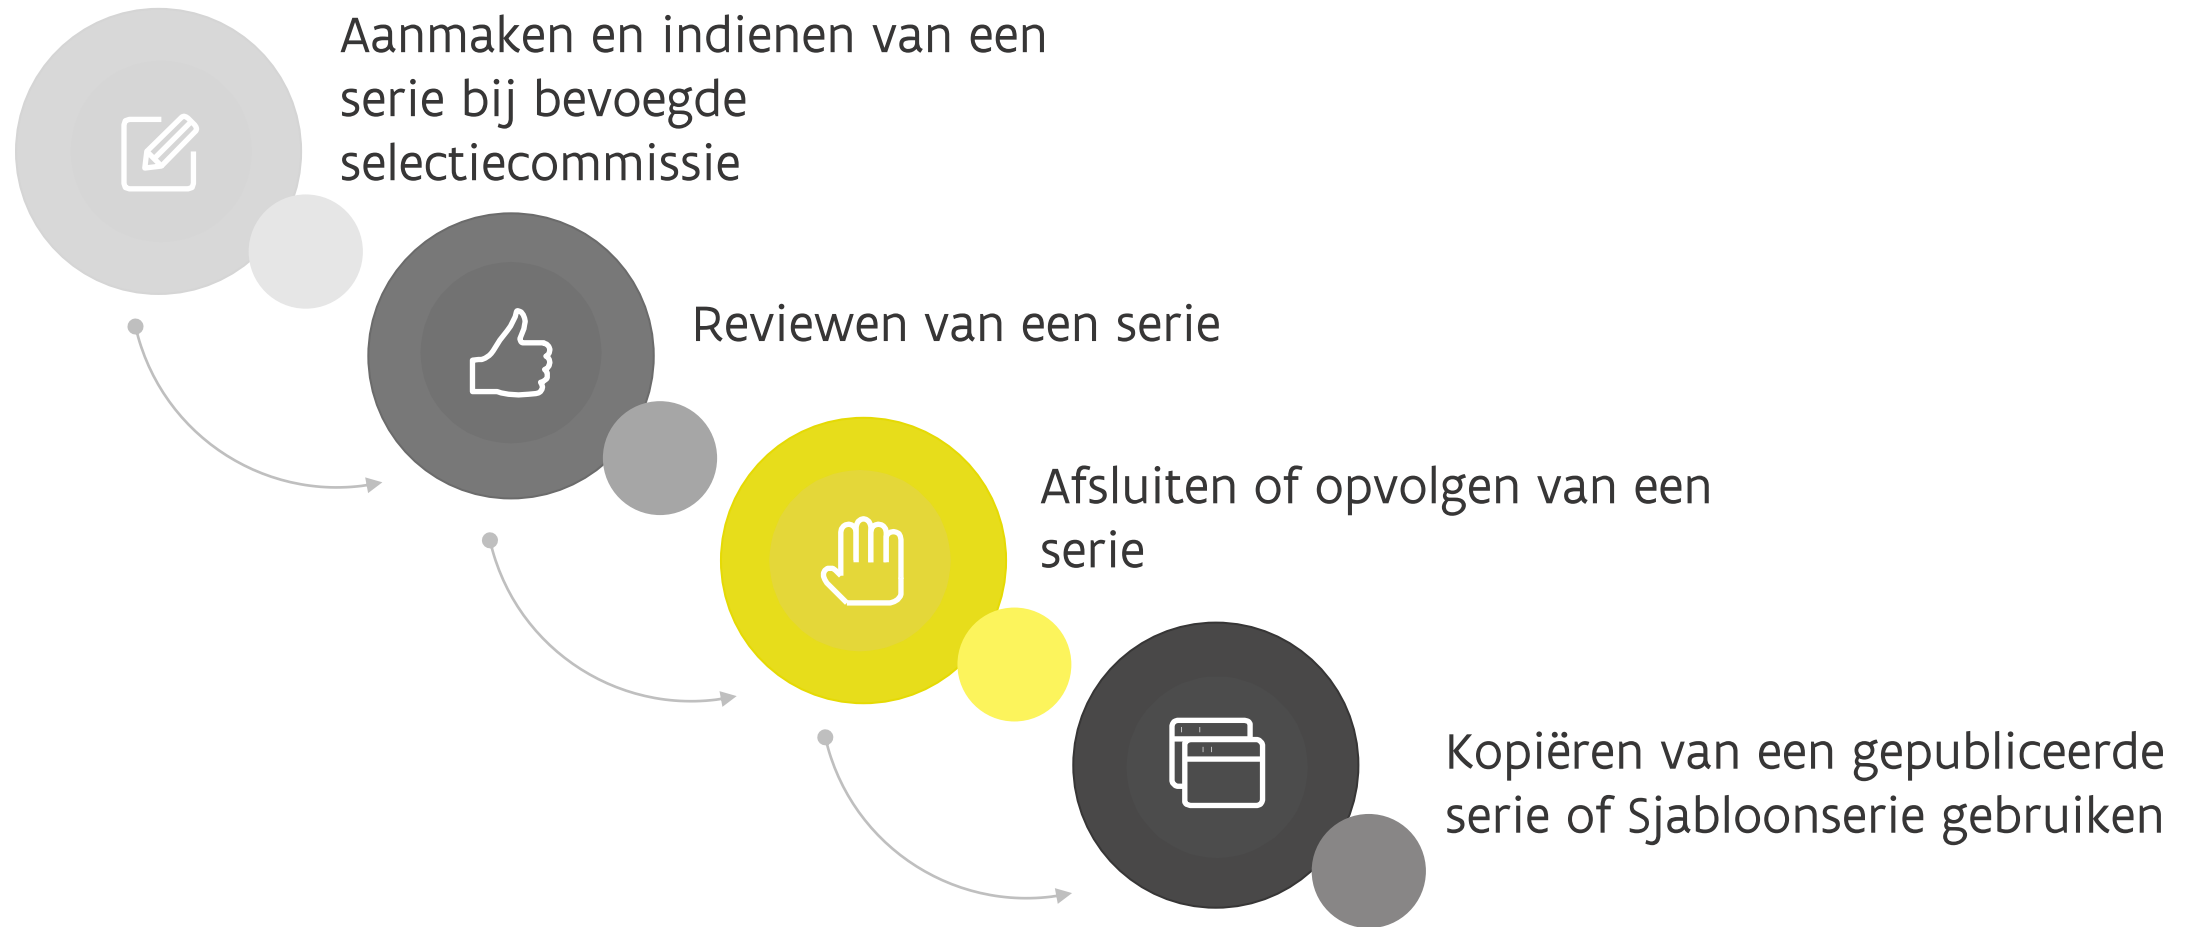 Aanmaken en indienen van een
serie bij bevoegde
selectiecommissie
Reviewen van een serie
Afsluiten of opvolgen van een
serie
Kopiëren van een gepubliceerde
serie of Sjabloonserie gebruiken